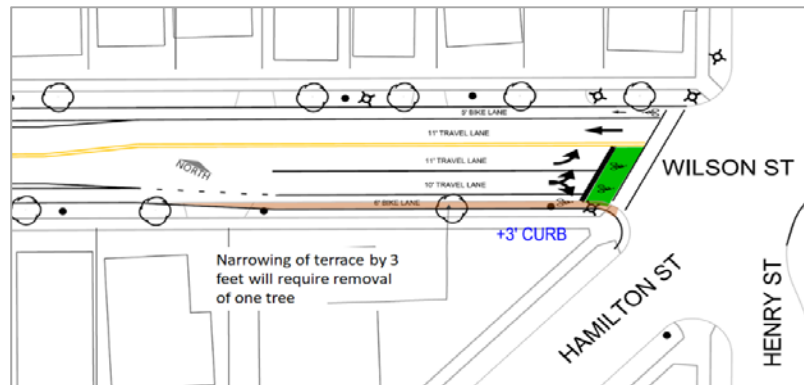 5' BIKE LANE
11' TRAVEL LANE
NORTH
11' TRAVEL LANE
WILSON ST
10' TRAVEL LANE
6' BIKE LANE
+3' CURB
Narrowing of terrace by 3
feet will require removal
of one tree
HAMILTON ST
HENRY ST